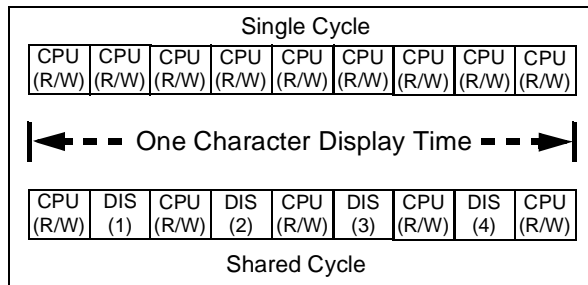 Single Cycle
CPU CPU CPU CPU CPU CPU CPU CPU CPU
(R/W) (R/W) (R/W) (R/W) (R/W) (R/W) (R/W) (R/W) (R/W)
One Character Display Time
CPU DIS CPU DIS CPU DIS CPU DIS CPU
(R/W) (1) (R/W) (2) (R/W) (3) (R/W) (4) (R/W)
Shared Cycle